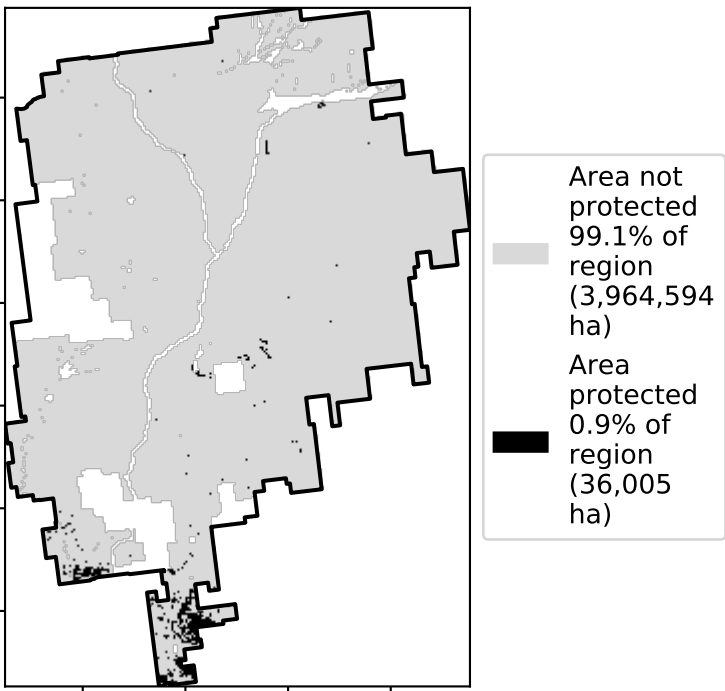 Area not
protected
99.1% of
region
(3,964,594
ha)
Area
protected
0.9% of
region
(36,005
ha)